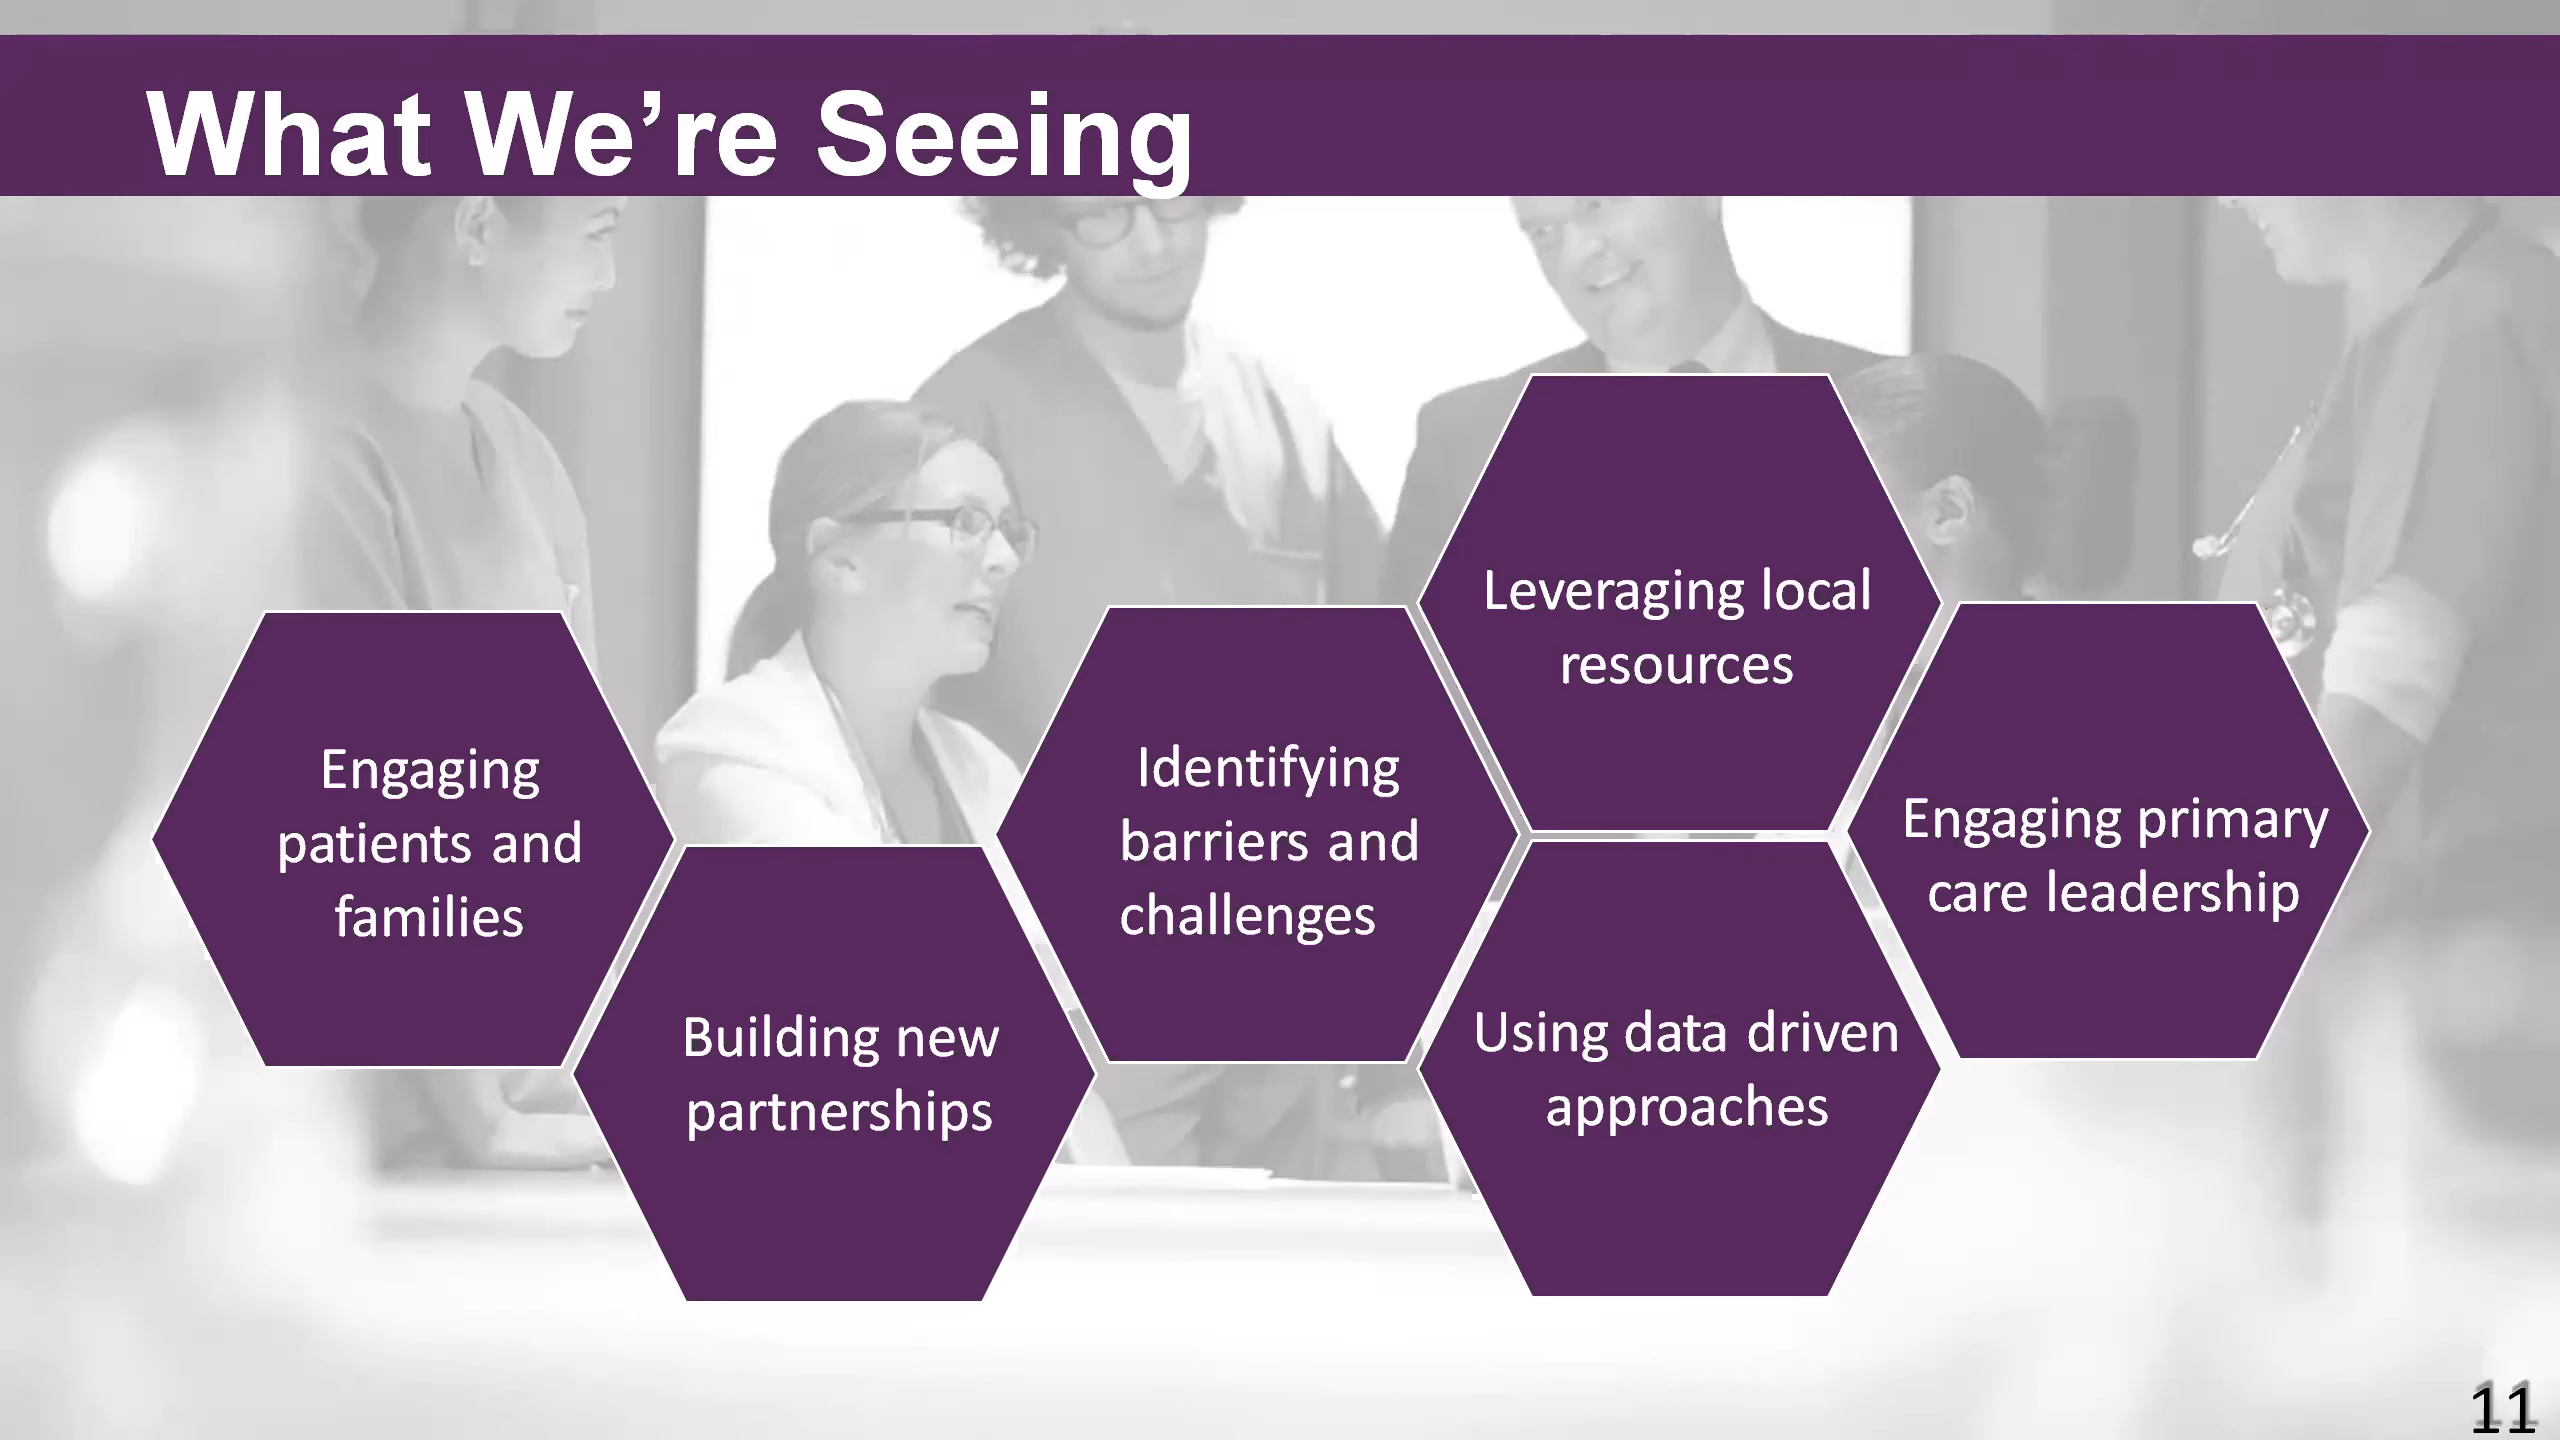 What We’re Seeing
Engaging
patients and
families
Building new
partnerships
Identifying
barriers and
challenges
Leveraging local
resources
Using data driven
approaches
Engaging primary
care leadership
11